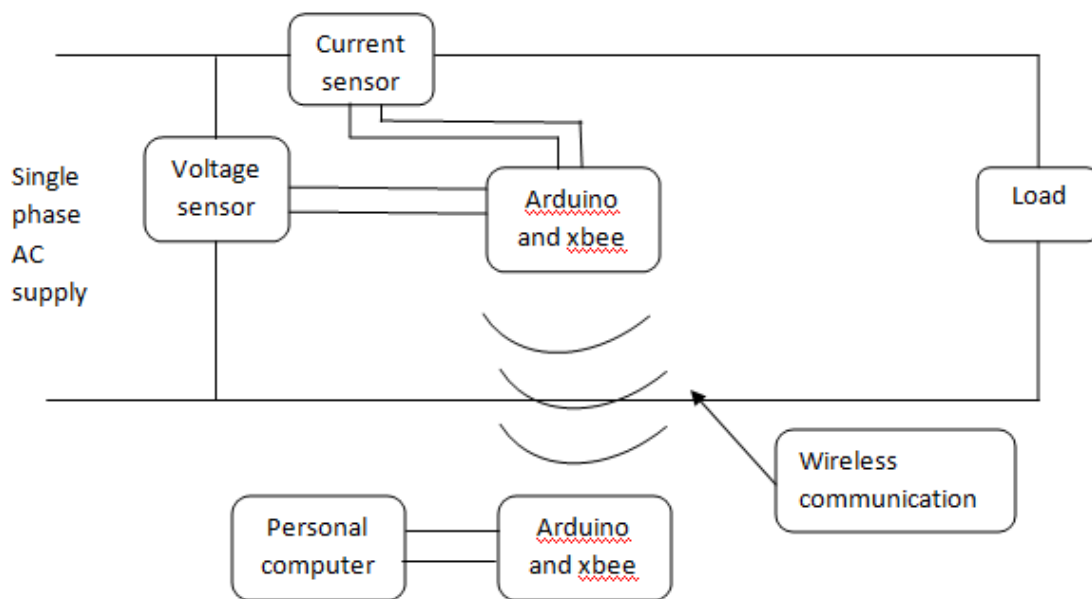 Current
sensor
Single
phase
AC
supply
Voltage
sensor
Arduino
and xbee
Load
Wireless
communication
Personal
computer
Arduino
and xbee